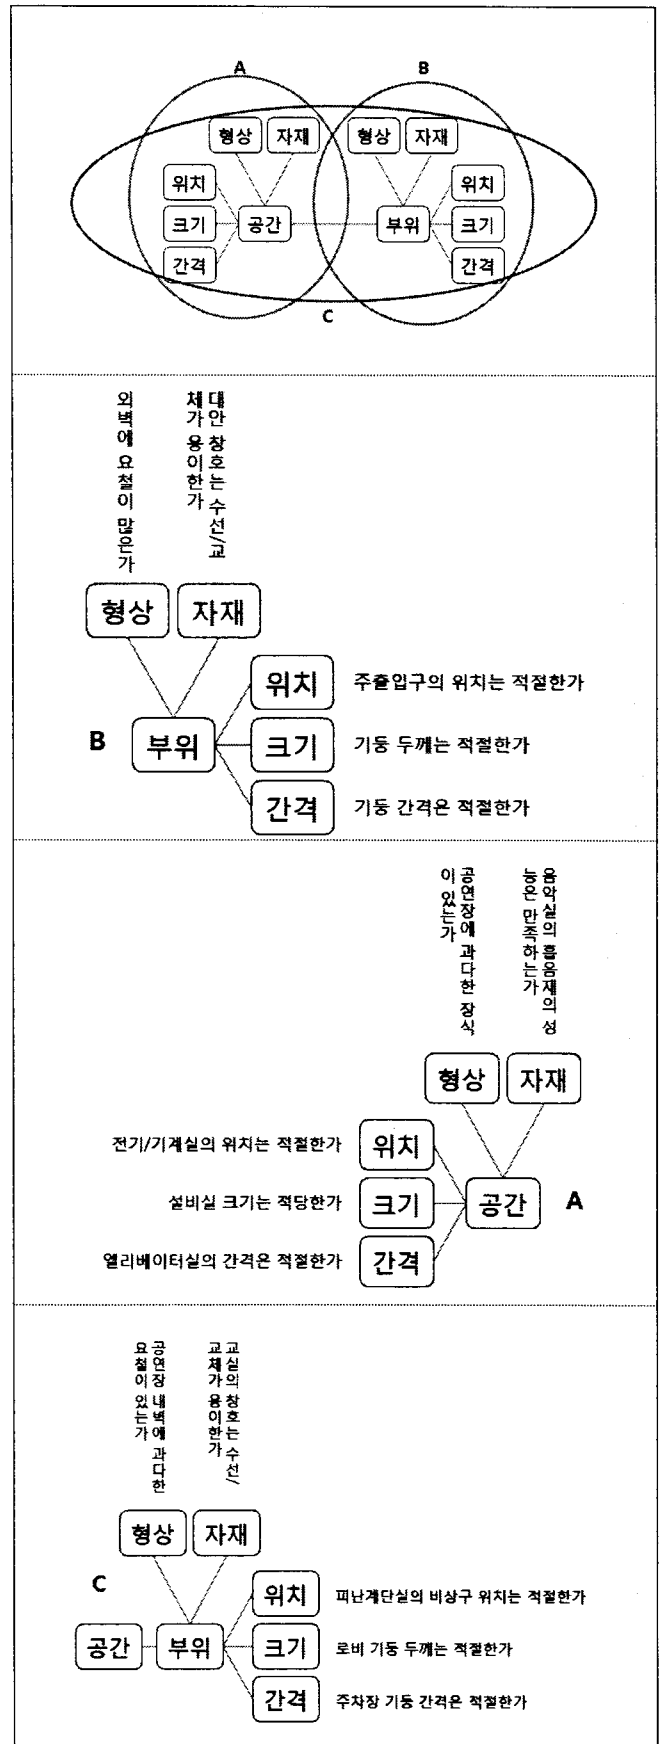 A
B
형상
자재
형상
자재
위치
위치
크기
공간
부위
크기
간격
간격
C
외벽에 요철이 많은가
대안 창호는 수선/교
체가 용이한가
형상
자재
위치
주출입구의 위치는 적절한가
B
부위
크기
기둥 두께는 적절한가
간격
기둥 간격은 적절한가
공연장에 과다한 장식
이 있는가
음악실의 흡음재의 성
능은 만족하는가
형상
자재
전기/기계실의 위치는 적절한가
위치
설비실 크기는 적당한가
크기
공간
A
엘리베이터실의 간격은 적절한가
간격
공연장 내벽에 과다한
요철이 있는가
교실의 창호는 수선/
교체가 용이한가
형상
자재
C
위치
피난계단실의 비상구 위치는 적절한가
공간
부위
크기
로비 기둥 두께는 적절한가
간격
주차장 기둥 간격은 적절한가